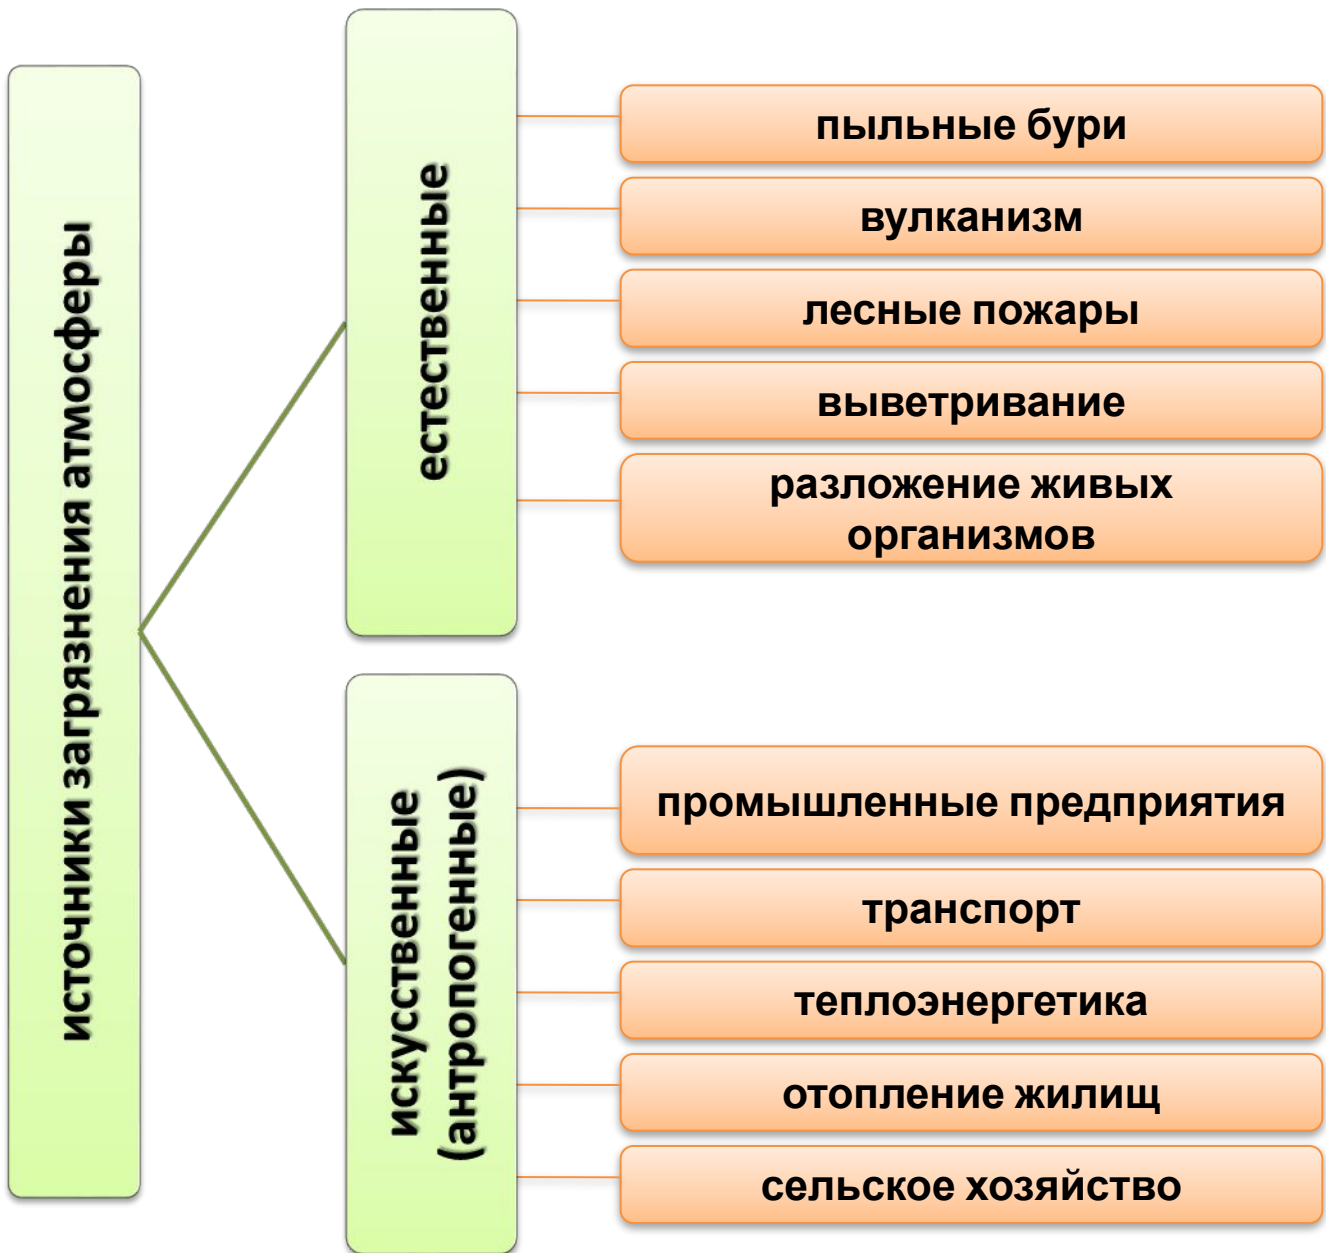 источники загрязнения атмосферы
естественные
пыльные бури
вулканизм
лесные пожары
выветривание
разложение живых
организмов
искусственные
(антропогенные)
промышленные предприятия
транспорт
теплоэнергетика
отопление жилищ
сельское хозяйство